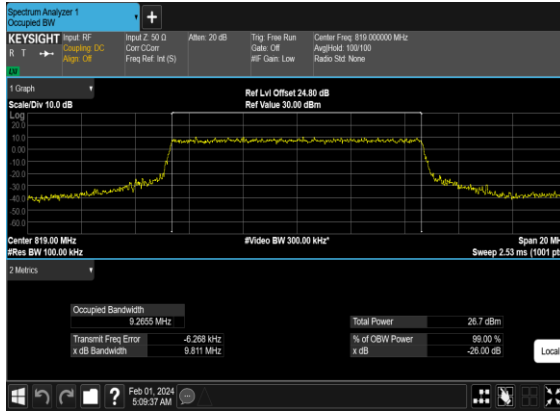 Spectrum Analyzer 1
Occupied BW
+
KEYSIGHT Input: RF Input Z: 50 Ω Atten: 20 dB Trig: Free Run Center Freq: 819.000000 MHz
R T Coupling: DC Corr CCorr Gate: Off Avg|Hold: 100/100
Align: Off Freq Ref: Int (S) #IF Gain: Low Radio Std: None
LXI
1 Graph Ref Lvl Offset 24.80 dB
Scale/Div 10.0 dB Ref Value 30.00 dBm
Log
20.0
10.0
0.00
-10.0
-20.0
-30.0
-40.0
-50.0
-60.0
Center 819.00 MHz #Video BW 300.00 kHz* Span 20 MH
#Res BW 100.00 kHz Sweep 2.53 ms (1001 pt
2 Metrics
Occupied Bandwidth
9.2655 MHz Total Power 26.7 dBm
Transmit Freq Error -6.268 kHz % of OBW Power 99.00 %
x dB Bandwidth 9.811 MHz x dB -26.00 dB
Local
? Feb 01, 2024
5:09:37 AM